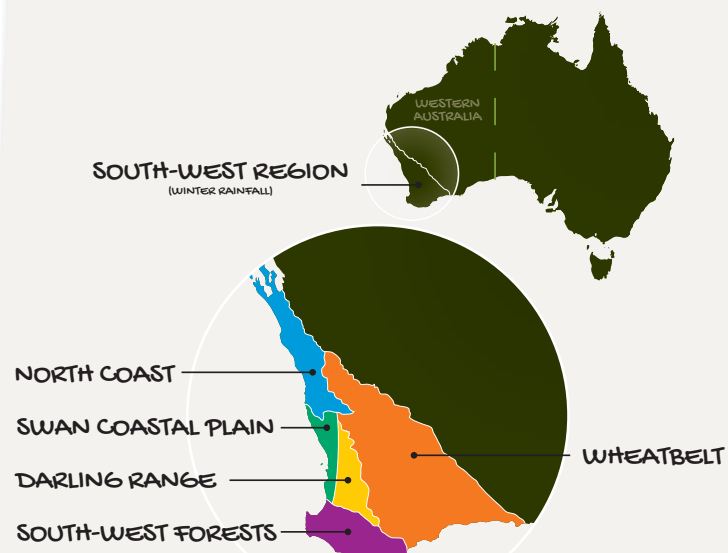 WESTERN
AUSTRALIA
SOUTH-WEST REGION
(WINTER RAINFALL)
NORTH COAST
SWAN COASTAL PLAIN
DARLING RANGE
SOUTH-WEST FORESTS
WHEATBELT